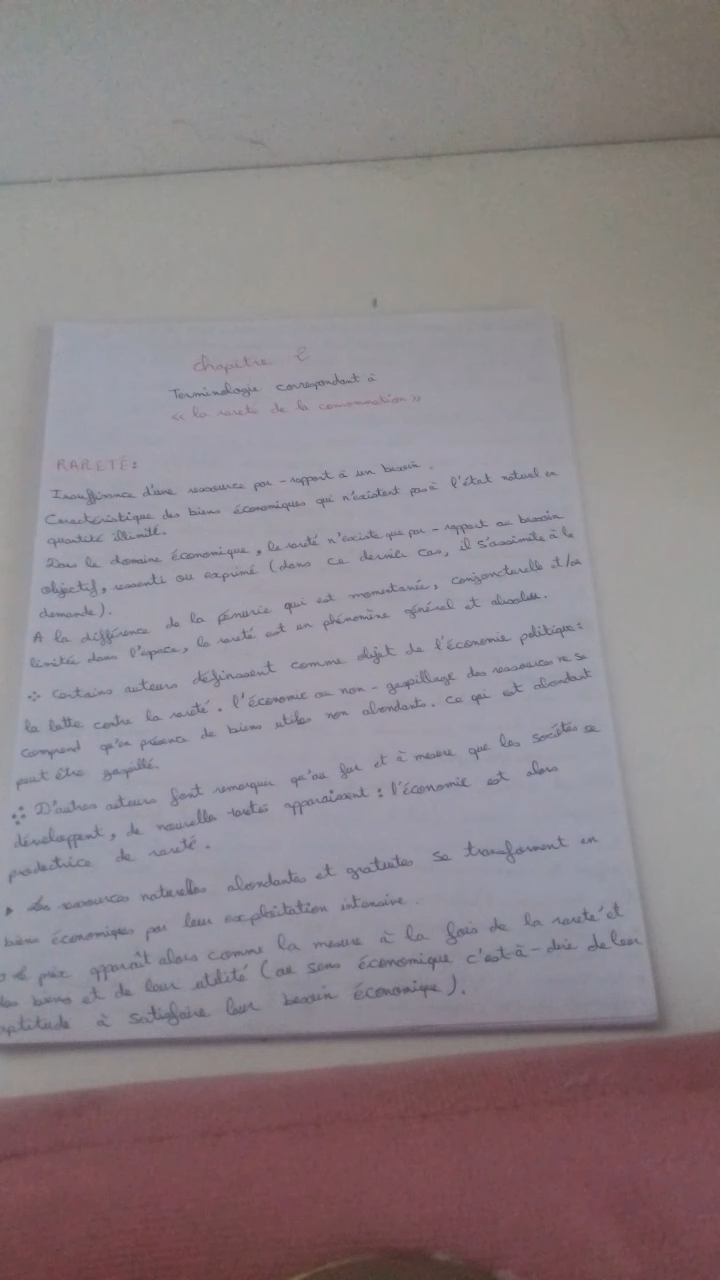 Chapitre 2
Terminologie correspondant à
« la rareté de la consommation »
RARETÉ:
Insuffisance d'une ressource par-rapport à un besoin.
Caractéristique des biens économiques qui n'existent pas à l'état naturel en
quantité illimité.
Dans le domaine économique, la rareté n'existe que par-rapport au besoin
objectif, ressenti ou exprimé (dans ce dernier cas, il s'assimile à la
demande).
A la différence de la pénurie qui est momentanée, conjoncturelle et/ou
limitée dans l'espace, la rareté est un phénomène général et absolu.
Certains auteurs définissent comme objet de l'économie politique:
la lutte contre la rareté. l'économie ou non-gaspillage des ressources ne se
comprend qu'en présence de biens utiles non abondants. Ce qui est abondant
peut être gaspillé.
D'autres auteurs font remarquer qu'au fur et à mesure que les sociétés se
développent, de nouvelles raretés apparaissent: l'économie est alors
productrice de rareté.
▸ Les ressources naturelles abondantes et gratuites se transforment en
biens économiques par leur exploitation intensive.
Le prix apparaît alors comme la mesure à la fois de la rareté et
des biens et de leur utilité (au sens économique c'est-à-dire de leur
aptitude à satisfaire leur besoin économique).